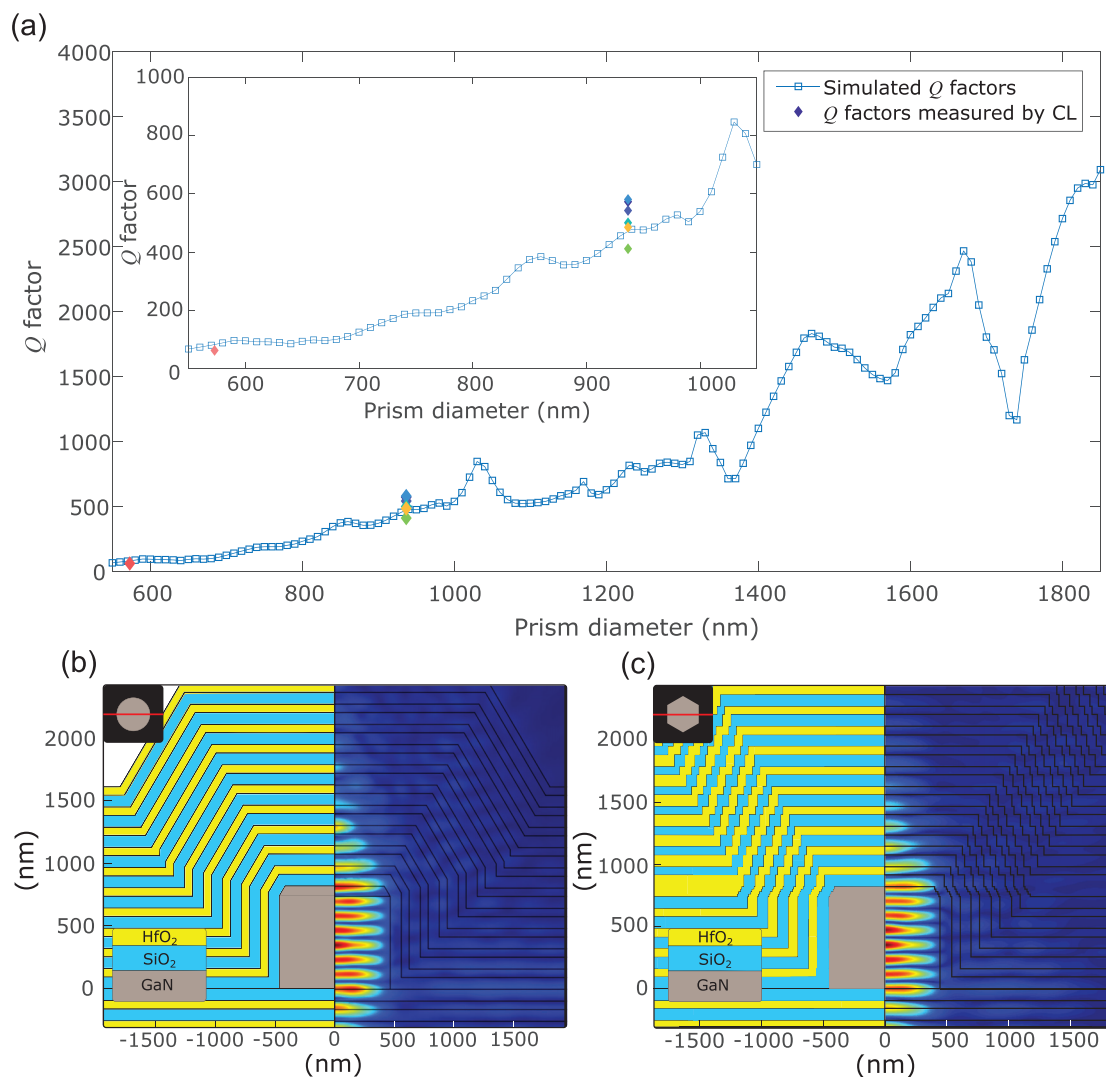 (a)
4000
3500
3000
2500
2000
1500
1000
500
0
Q factor
600 800 1000 1200 1400 1600 1800
Prism diameter (nm)
1000
800
600
400
200
0
Q factor
600 700 800 900 1000
Prism diameter (nm)
Simulated Q factors
Q factors measured by CL
(b)
2000
1500
1000
500
0
(nm)
HfO₂
SiO₂
GaN
-1500 -1000 -500 0 500 1000 1500
(nm)
(c)
2000
1500
1000
500
0
(nm)
HfO₂
SiO₂
GaN
-1500 -1000 -500 0 500 1000 1500
(nm)